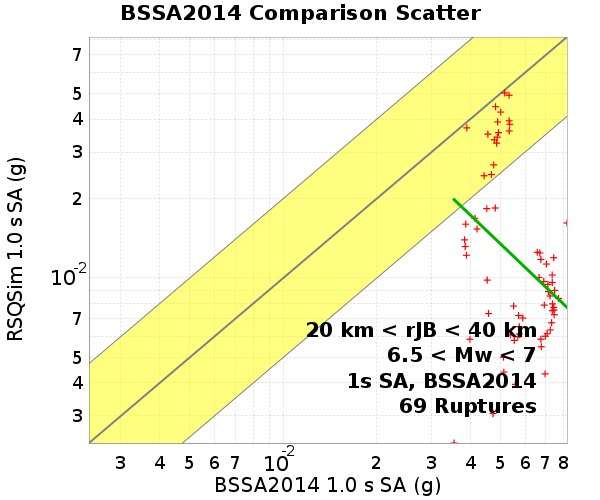 BSSA2014 Comparison Scatter
RSQSim 1.0 s SA (g)
7
5
4
3
2
10^-2
7
5
4
3
20 km < rJB < 40 km
6.5 < Mw < 7
1s SA, BSSA2014
69 Ruptures
3 4 5 6 7 10^-2 2 3 4 5 6 7 8
BSSA2014 1.0 s SA (g)